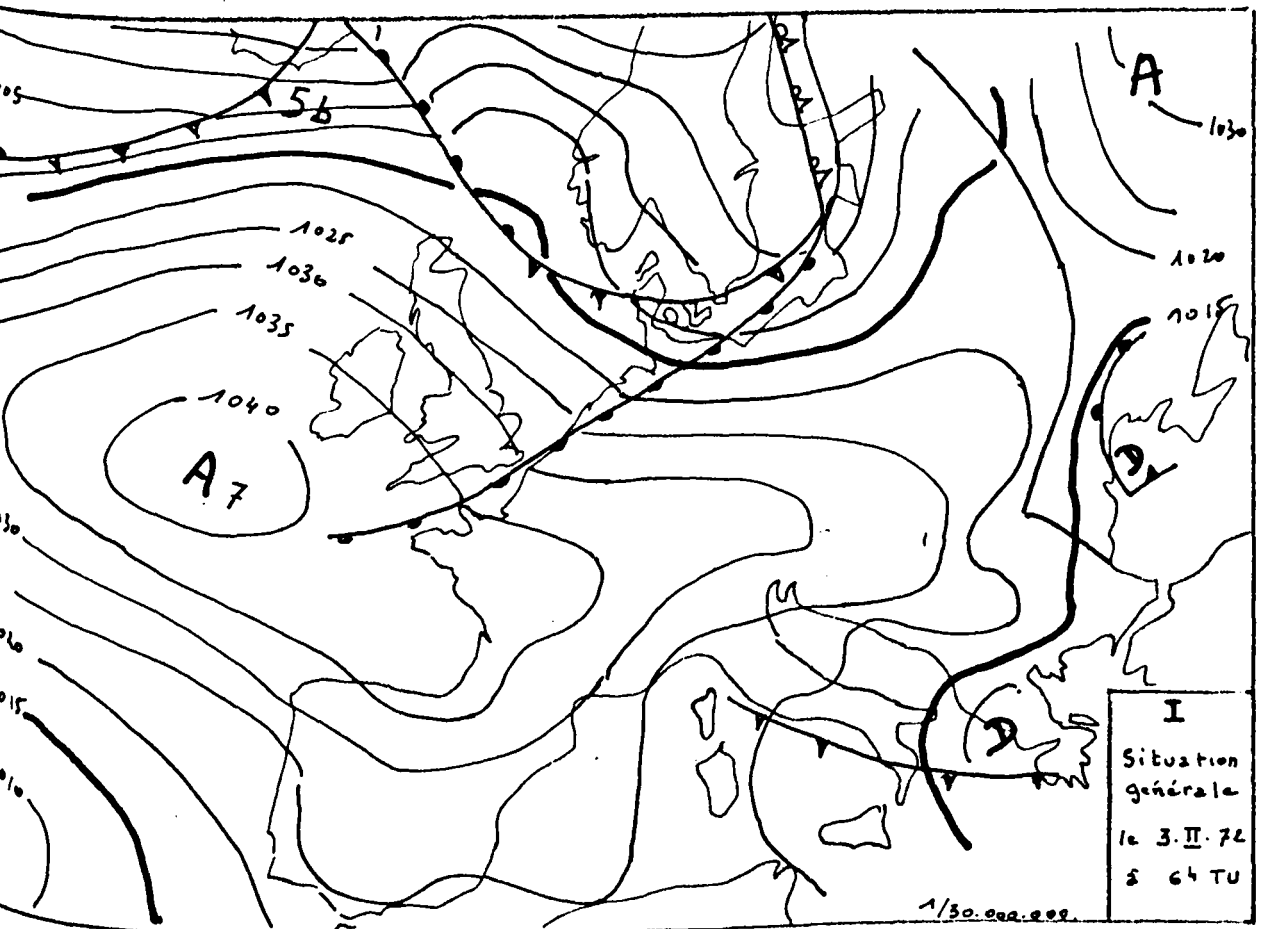 A
5b
1030
1025
1020
1030
1015
1035
1040
A7
D
D
I
Situation
générale
le 3.II.72
à 6h TU
1/30.000.000.